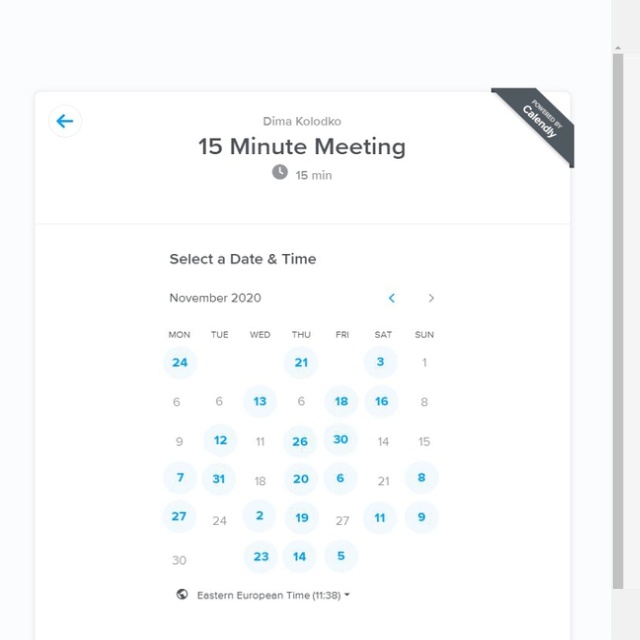 POWERED BY
Calendly
Dima Kolodko
15 Minute Meeting
15 min
Select a Date & Time
November 2020
MON TUE WED THU FRI SAT SUN
24 21 3 1
6 6 13 6 18 16 8
9 12 11 26 30 14 15
7 31 18 20 6 21 8
27 24 2 19 27 11 9
30 23 14 5
Eastern European Time (11:38)